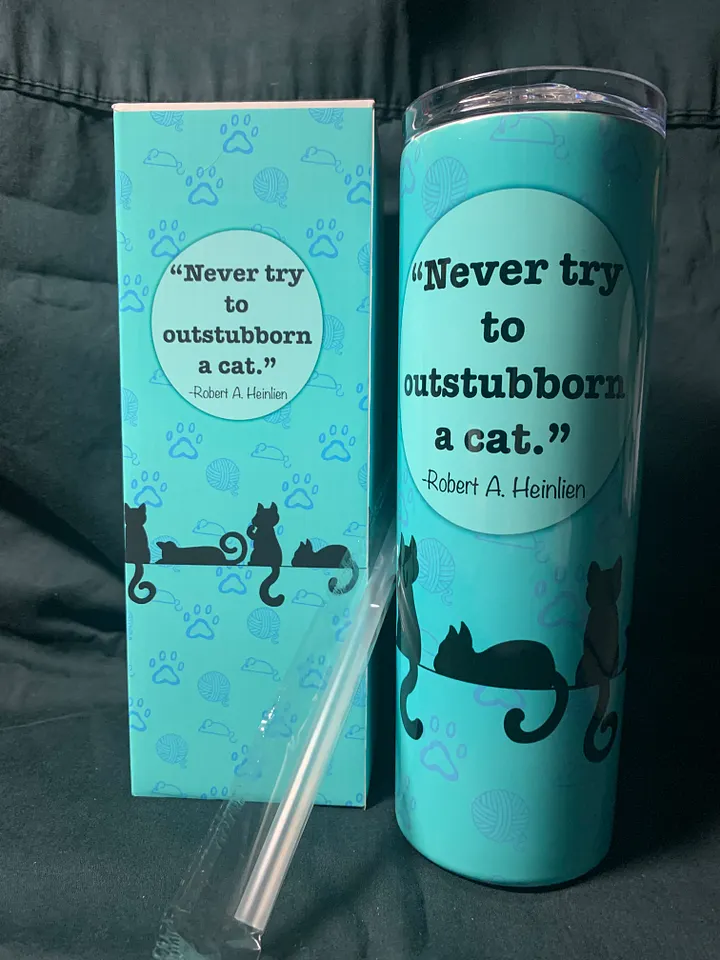 “Never try
to
outstubborn
a cat.”
-Robert A. Heinlien
“Never try
to
outstubborn
a cat.”
-Robert A. Heinlien